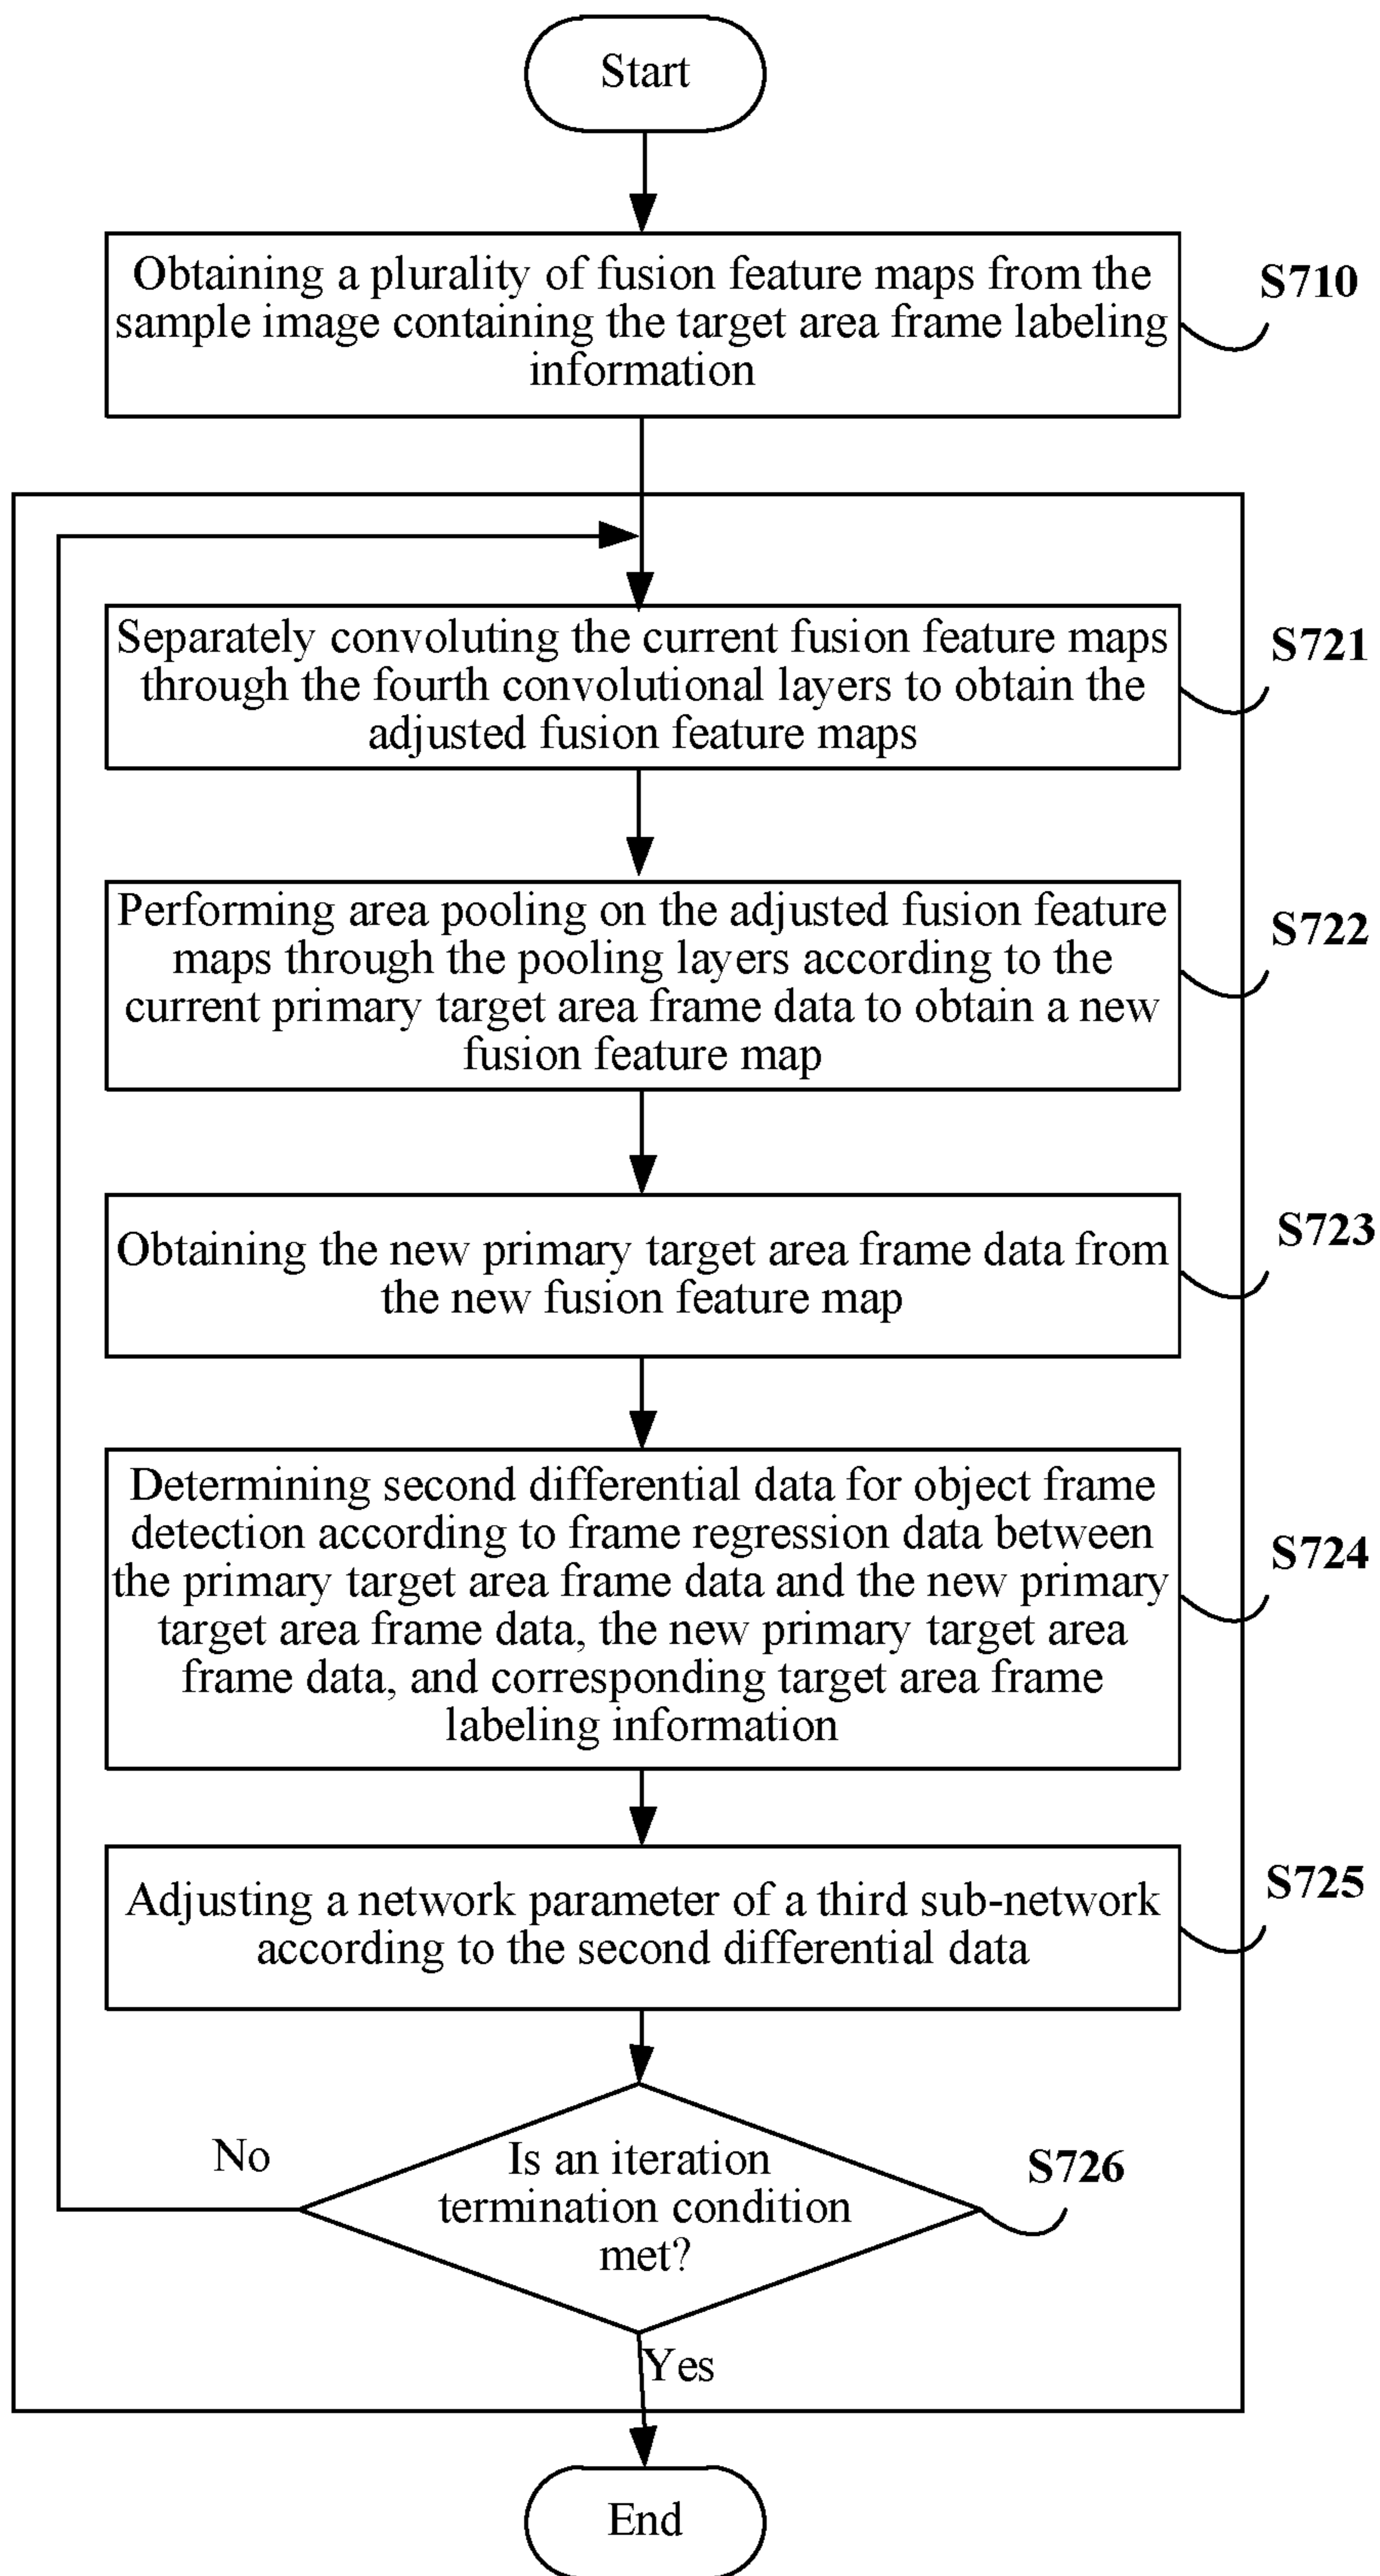 Start
Obtaining a plurality of fusion feature maps from the
sample image containing the target area frame labeling
information
S710
Separately convoluting the current fusion feature maps
through the fourth convolutional layers to obtain the
adjusted fusion feature maps
S721
Performing area pooling on the adjusted fusion feature
maps through the pooling layers according to the
current primary target area frame data to obtain a new
fusion feature map
S722
Obtaining the new primary target area frame data from
the new fusion feature map
S723
Determining second differential data for object frame
detection according to frame regression data between
the primary target area frame data and the new primary
target area frame data, the new primary target area
frame data, and corresponding target area frame
labeling information
S724
Adjusting a network parameter of a third sub-network
according to the second differential data
S725
No
Is an iteration
termination condition
met?
S726
Yes
End